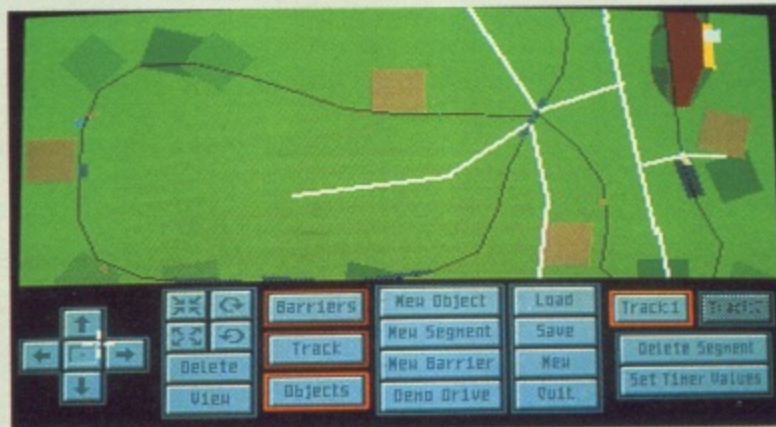 Delete
View
Barriers
Track
Objects
New Object
New Segment
New Barrier
Demo Drive
Load
Save
New
Quit
Track1
Track2
Delete Segment
Set Timer Values